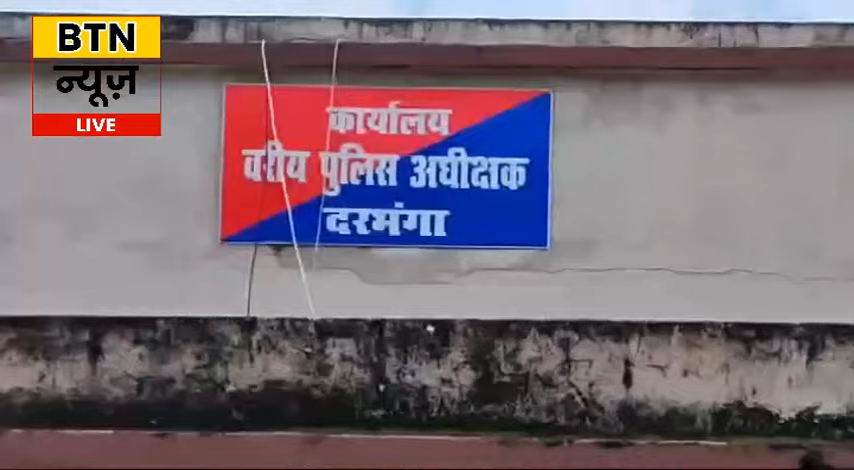 BTN
न्यूज़
LIVE
कार्यालय
वरीय पुलिस अधीक्षक
दरभंगा